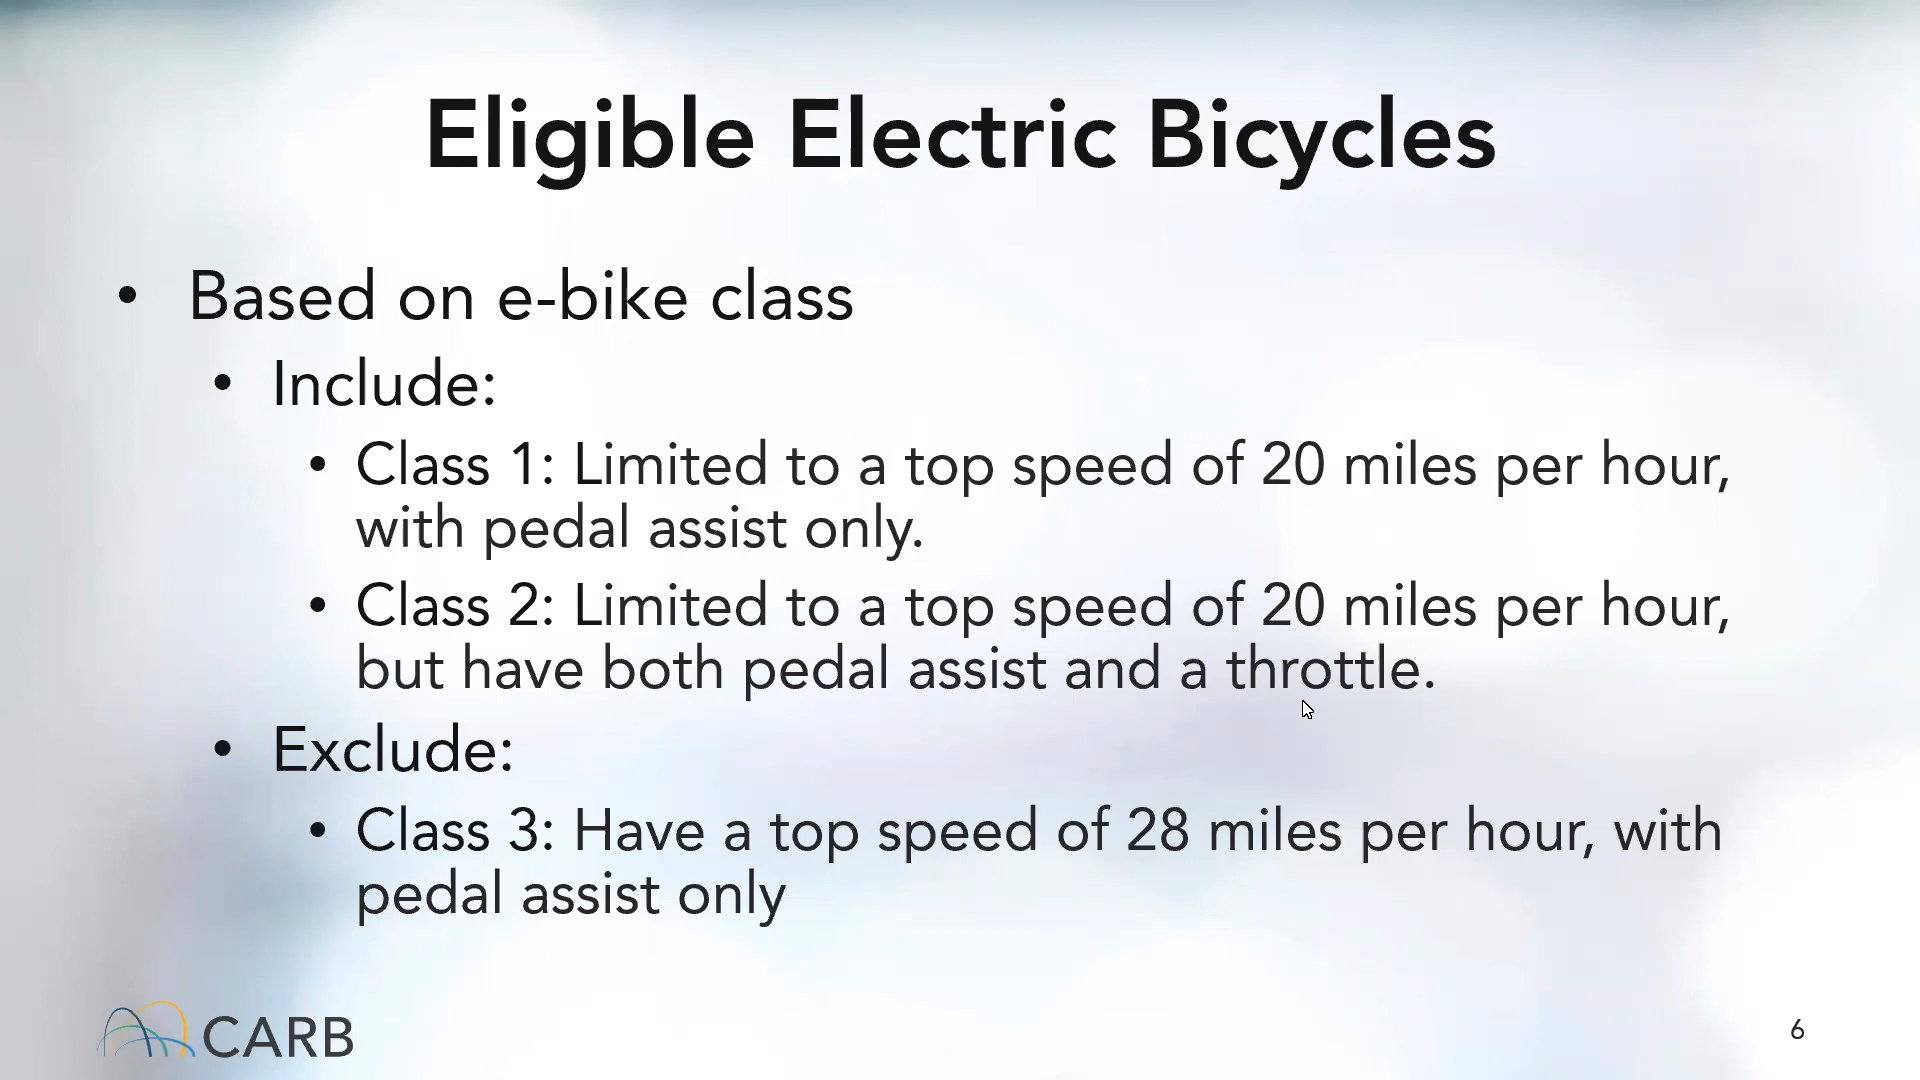 Eligible Electric Bicycles
• Based on e-bike class
• Include:
• Class 1: Limited to a top speed of 20 miles per hour,
with pedal assist only.
• Class 2: Limited to a top speed of 20 miles per hour,
but have both pedal assist and a throttle.
• Exclude:
• Class 3: Have a top speed of 28 miles per hour, with
pedal assist only
CARB
6